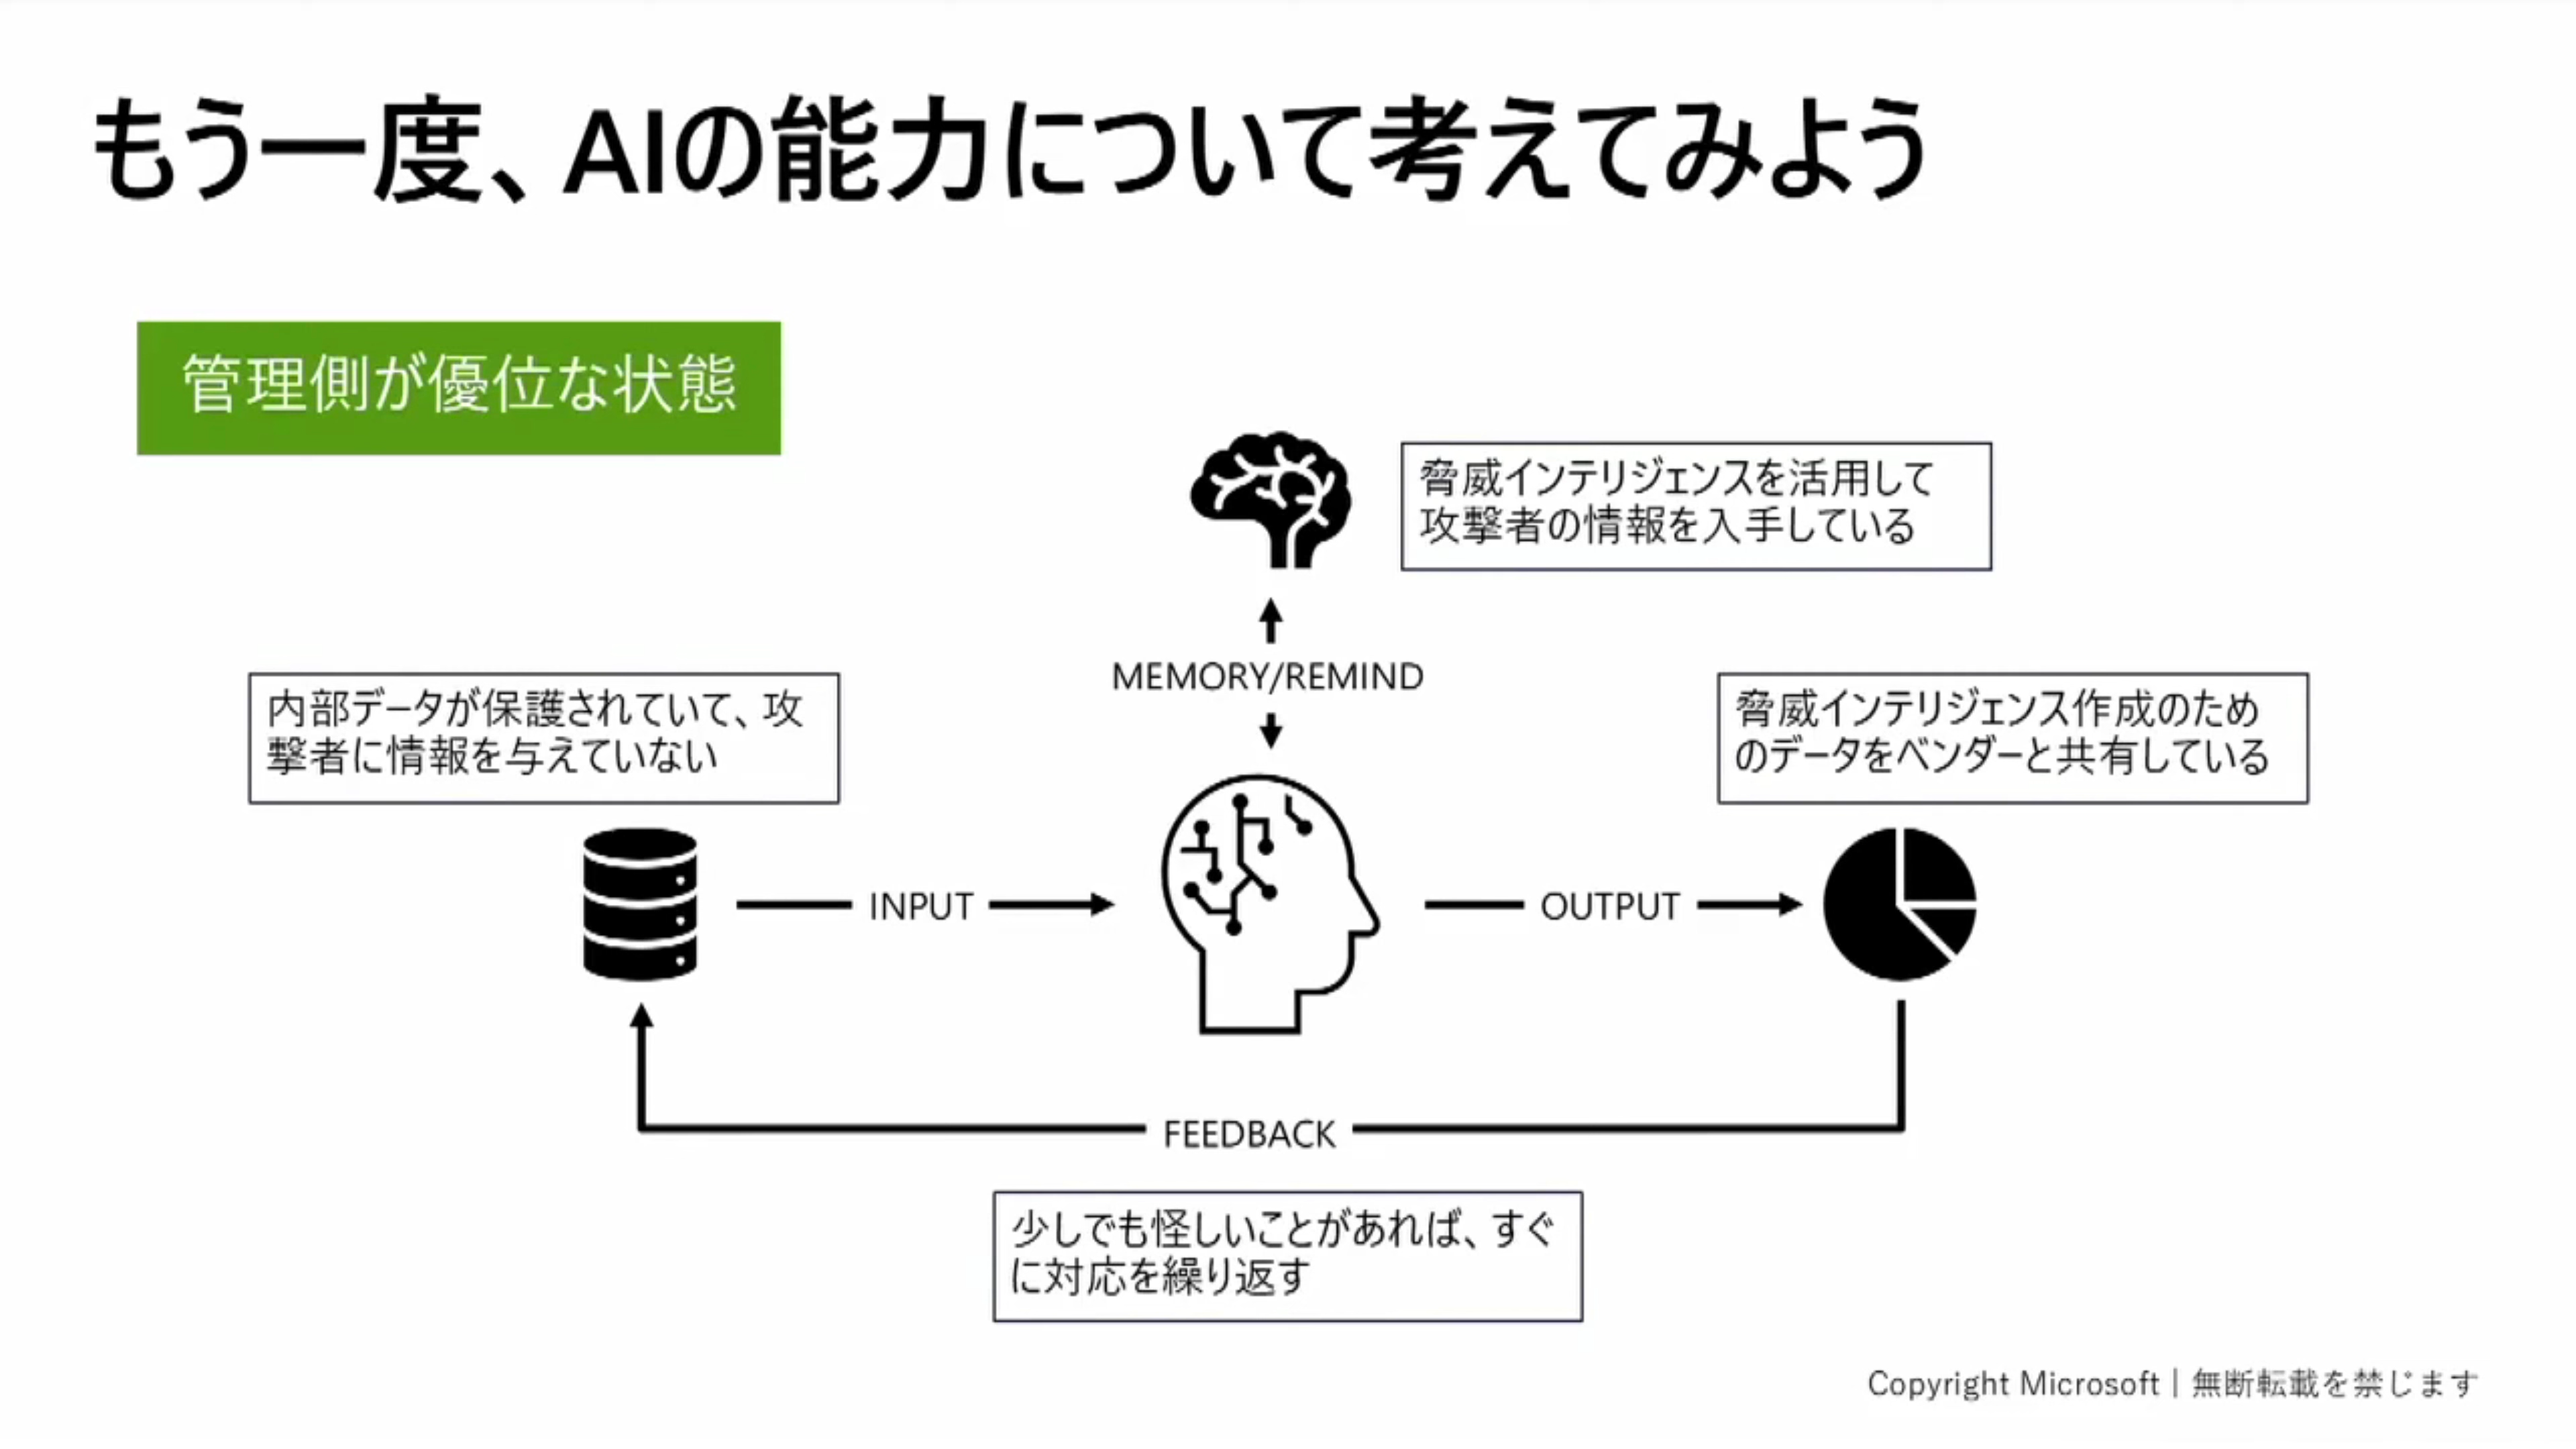 もう一度、AIの能力について考えてみよう
管理側が優位な状態
脅威インテリジェンスを活用して
攻撃者の情報を入手している
MEMORY/REMIND
内部データが保護されていて、攻
撃者に情報を与えていない
脅威インテリジェンス作成のため
のデータをベンダーと共有している
INPUT
OUTPUT
FEEDBACK
少しでも怪しいことがあれば、すぐ
に対応を繰り返す
Copyright Microsoft | 無断転載を禁じます